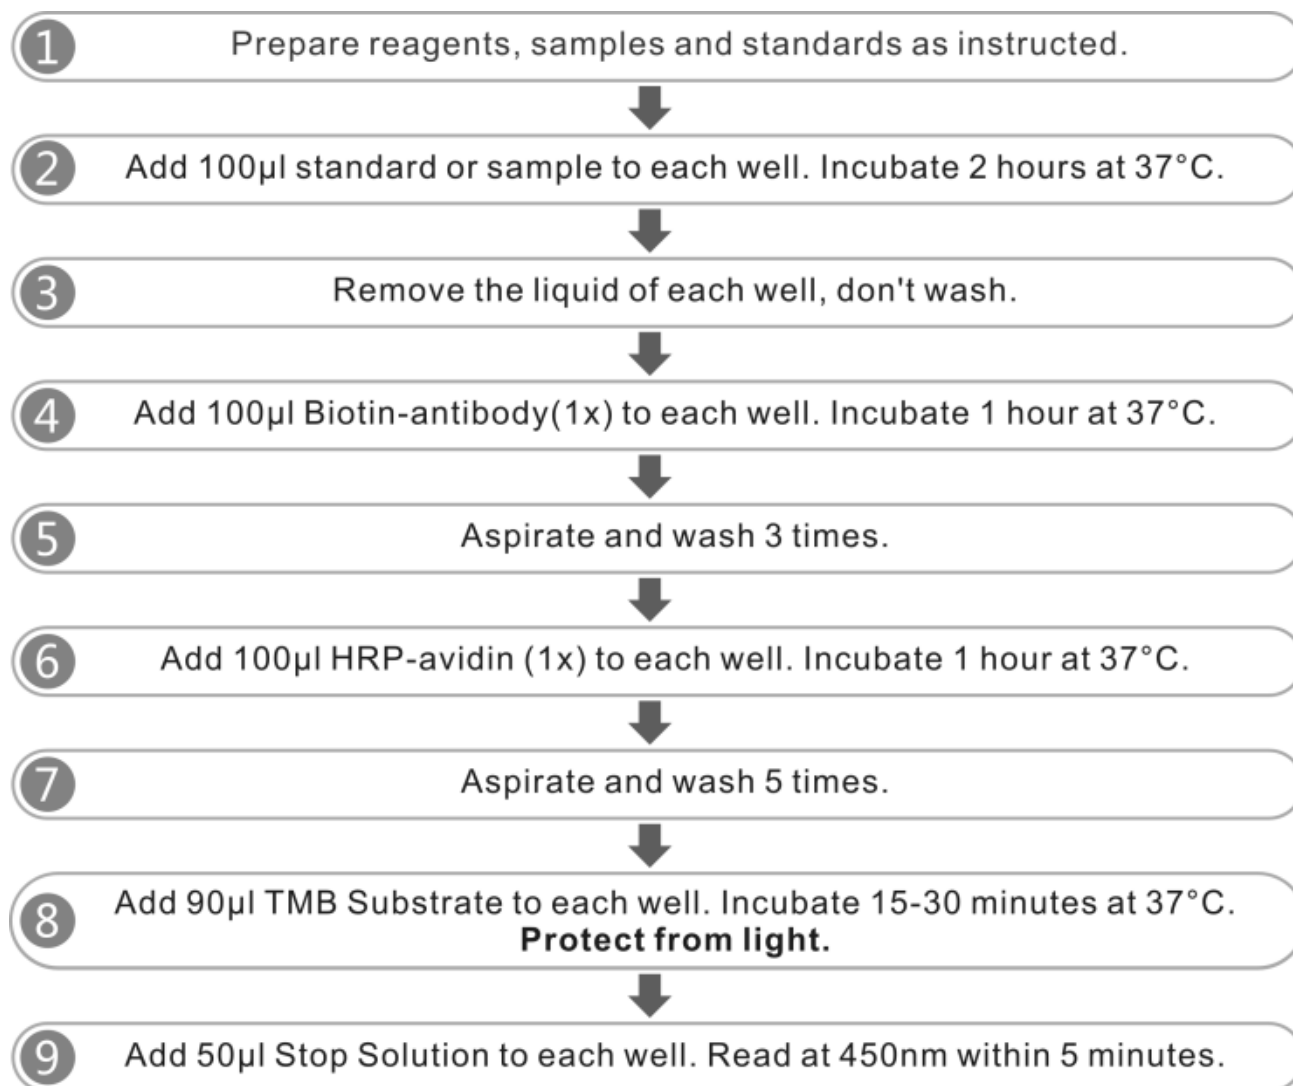 1 Prepare reagents, samples and standards as instructed.
2 Add 100µl standard or sample to each well. Incubate 2 hours at 37°C.
3 Remove the liquid of each well, don't wash.
4 Add 100µl Biotin-antibody(1x) to each well. Incubate 1 hour at 37°C.
5 Aspirate and wash 3 times.
6 Add 100µl HRP-avidin (1x) to each well. Incubate 1 hour at 37°C.
7 Aspirate and wash 5 times.
8 Add 90µl TMB Substrate to each well. Incubate 15-30 minutes at 37°C.
Protect from light.
9 Add 50µl Stop Solution to each well. Read at 450nm within 5 minutes.